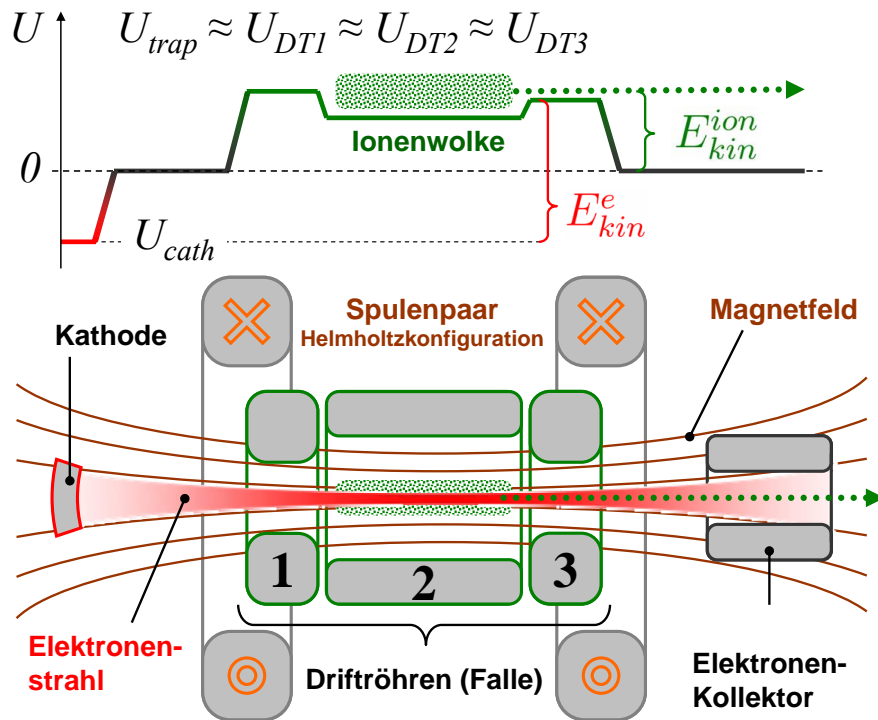 U
U_trap ≈ U_DT1 ≈ U_DT2 ≈ U_DT3
Ionenwolke
E_kin^ion
0
E_kin^e
U_cath
Spulenpaar
Helmholtzkonfiguration
Magnetfeld
Kathode
1
2
3
Elektronen-
strahl
Driftröhren (Falle)
Elektronen-
Kollektor